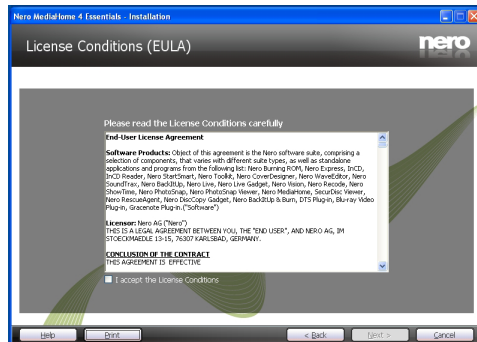 Nero MediaHome 4 Essentials - Installation
License Conditions (EULA)
nero
Please read the License Conditions carefully
End-User License Agreement
Software Products: Object of this agreement is the Nero software suite, comprising a
selection of components, that varies with different suite types, as well as standalone
applications and programs from the following list: Nero Burning ROM, Nero Express, InCD,
InCD Reader, Nero StartSmart, Nero Toolkit, Nero CoverDesigner, Nero WaveEditor, Nero
SoundTrax, Nero BackItUp, Nero Live, Nero Live Gadget, Nero Vision, Nero Recode, Nero
ShowTime, Nero PhotoSnap, Nero PhotoSnap Viewer, Nero MediaHome, SecurDisc Viewer,
Nero RescueAgent, Nero DiscCopy Gadget, Nero BackItUp & Burn, DTS Plug-in, Blu-ray Video
Plug-in, Gracenote Plug-in.("Software")
Licensor: Nero AG ("Nero")
THIS IS A LEGAL AGREEMENT BETWEEN YOU, THE "END USER", AND NERO AG, IM
STOECKMAEDLE 13-15, 76307 KARLSBAD, GERMANY.
CONCLUSION OF THE CONTRACT
THIS AGREEMENT IS EFFECTIVE
I accept the License Conditions
Help
Print
< Back
Next >
Cancel